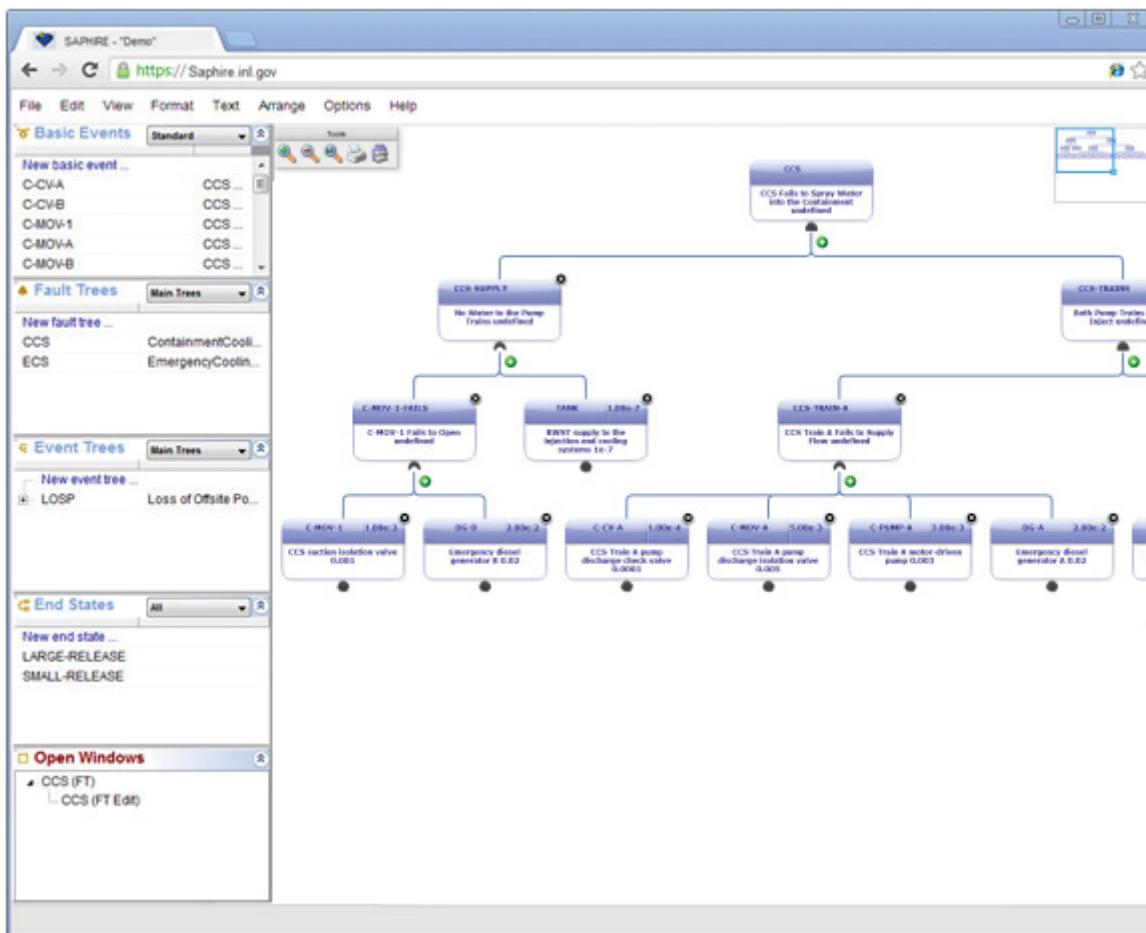 SAPHIRE - "Demo"
https://Saphire.inl.gov
File Edit View Format Text Arrange Options Help
Basic Events Standard
New basic event ...
C-CV-A CCS ...
C-CV-B CCS ...
C-MOV-1 CCS ...
C-MOV-A CCS ...
C-MOV-B CCS ...
Fault Trees Main Trees
New fault tree ...
CCS ContainmentCooli...
ECS EmergencyCoolin...
Event Trees Main Trees
New event tree ...
LOSP Loss of Offsite Po...
End States All
New end state ...
LARGE-RELEASE
SMALL-RELEASE
Open Windows
CCS (FT)
CCS (FT Edit)
Tools
CCS
CCS Fails to Spray Water
into the Containment
undefined
CCS-SUPPLY
No Water to the Pump
Trains undefined
CCS-TRAINS
Both Pump Trains
Inject undefin
C-MOV-1-FAILS
C-MOV-1 Fails to Open
undefined
TANK 1.00e-7
RWST supply to the
injection and cooling
systems 1e-7
CCS-TRAIN-A
CCS Train A Fails to Supply
Flow undefined
C-MOV-1 1.00e-3
CCS suction isolation valve
0.001
DG-B 2.00e-2
Emergency diesel
generator B 0.02
C-CV-A 1.00e-4
CCS Train A pump
discharge check valve
0.0001
C-MOV-A 5.00e-3
CCS Train A pump
discharge isolation valve
0.005
C-PUMP-A 3.00e-3
CCS Train A motor-driven
pump 0.003
DG-A 2.00e-2
Emergency diesel
generator A 0.02